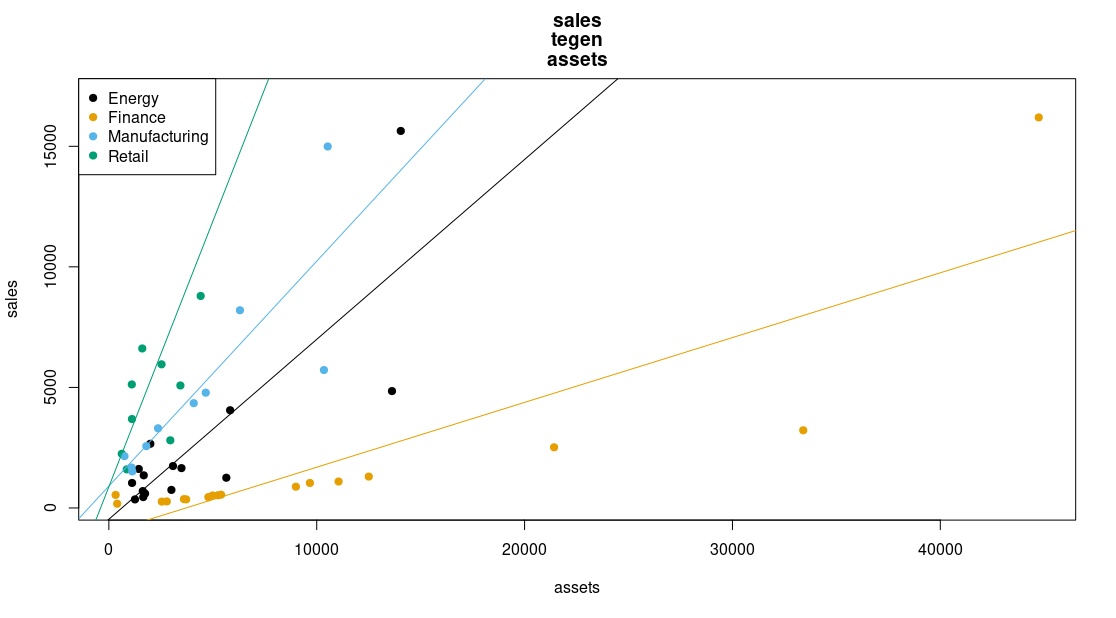 sales
tegen
assets
Energy
Finance
Manufacturing
Retail
sales
0
5000
10000
15000
0
10000
20000
30000
40000
assets